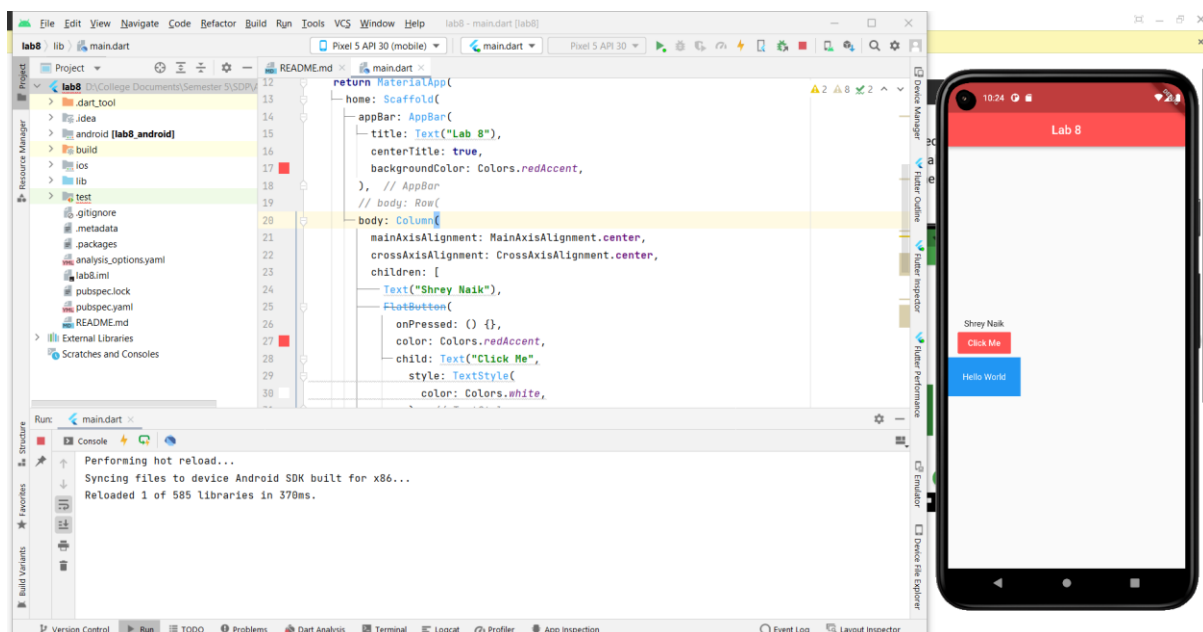 File Edit View Navigate Code Refactor Build Run Tools VCS Window Help lab8 - main.dart [lab8]
lab8 lib main.dart Pixel 5 API 30 (mobile) main.dart Pixel 5 API 30
Project README.md main.dart
lab8 D:\College Documents\Semester 5\SDP\
.dart_tool
.idea
android [lab8_android]
build
ios
lib
test
.gitignore
.metadata
.packages
analysis_options.yaml
lab8.iml
pubspec.lock
pubspec.yaml
README.md
External Libraries
Scratches and Consoles
12 return MaterialApp(
13 home: Scaffold(
14 appBar: AppBar(
15 title: Text("Lab 8"),
16 centerTitle: true,
17 backgroundColor: Colors.redAccent,
18 ), // AppBar
19 // body: Row(
20 body: Column(
21 mainAxisAlignment: MainAxisAlignment.center,
22 crossAxisAlignment: CrossAxisAlignment.center,
23 children: [
24 Text("Shrey Naik"),
25 FlatButton(
26 onPressed: () {},
27 color: Colors.redAccent,
28 child: Text("Click Me",
29 style: TextStyle(
30 color: Colors.white,
2 8 2
Project
Resource Manager
Structure
Favorites
Build Variants
Device Manager
Flutter Outline
Flutter Inspector
Flutter Performance
Emulator
Device File Explorer
Run: main.dart
Console
Performing hot reload...
Syncing files to device Android SDK built for x86...
Reloaded 1 of 585 libraries in 370ms.
Version Control Run TODO Problems Dart Analysis Terminal Logcat Profiler App Inspection Event Log Layout Inspector
10:24
Lab 8
Shrey Naik
Click Me
Hello World